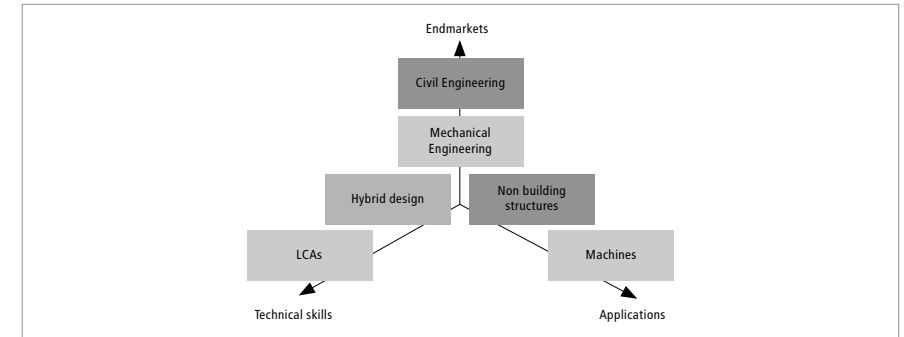 Endmarkets
Civil Engineering
Mechanical
Engineering
Hybrid design
Non building
structures
LCAs
Machines
Technical skills
Applications